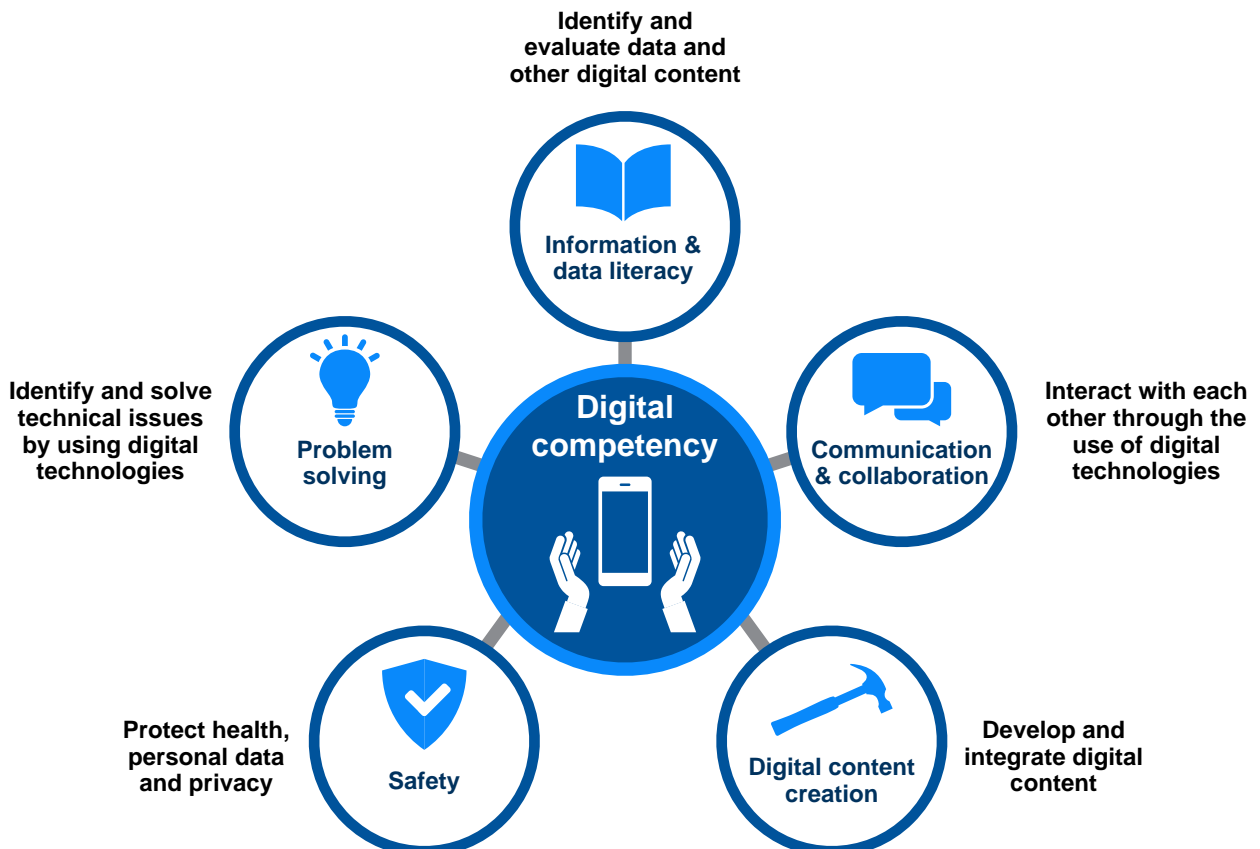 Identify and
evaluate data and
other digital content
Information &
data literacy
Identify and solve
technical issues
by using digital
technologies
Problem
solving
Digital
competency
Communication
& collaboration
Interact with each
other through the
use of digital
technologies
Protect health,
personal data
and privacy
Safety
Digital content
creation
Develop and
integrate digital
content